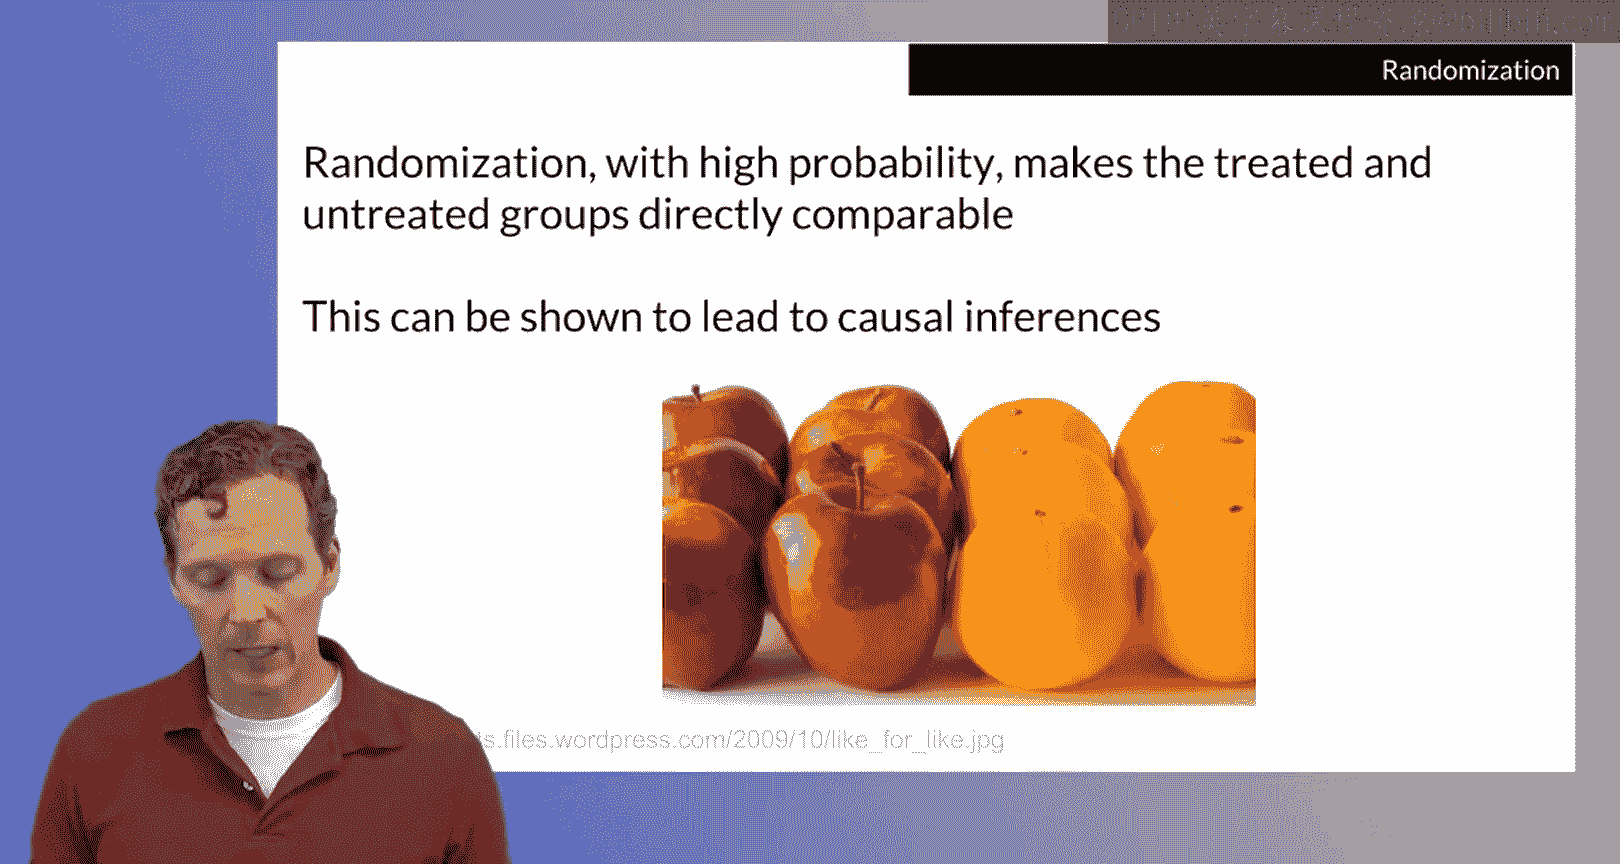 Randomization
Randomization, with high probability, makes the treated and
untreated groups directly comparable
This can be shown to lead to causal inferences
ts.files.wordpress.com/2009/10/like_for_like.jpg